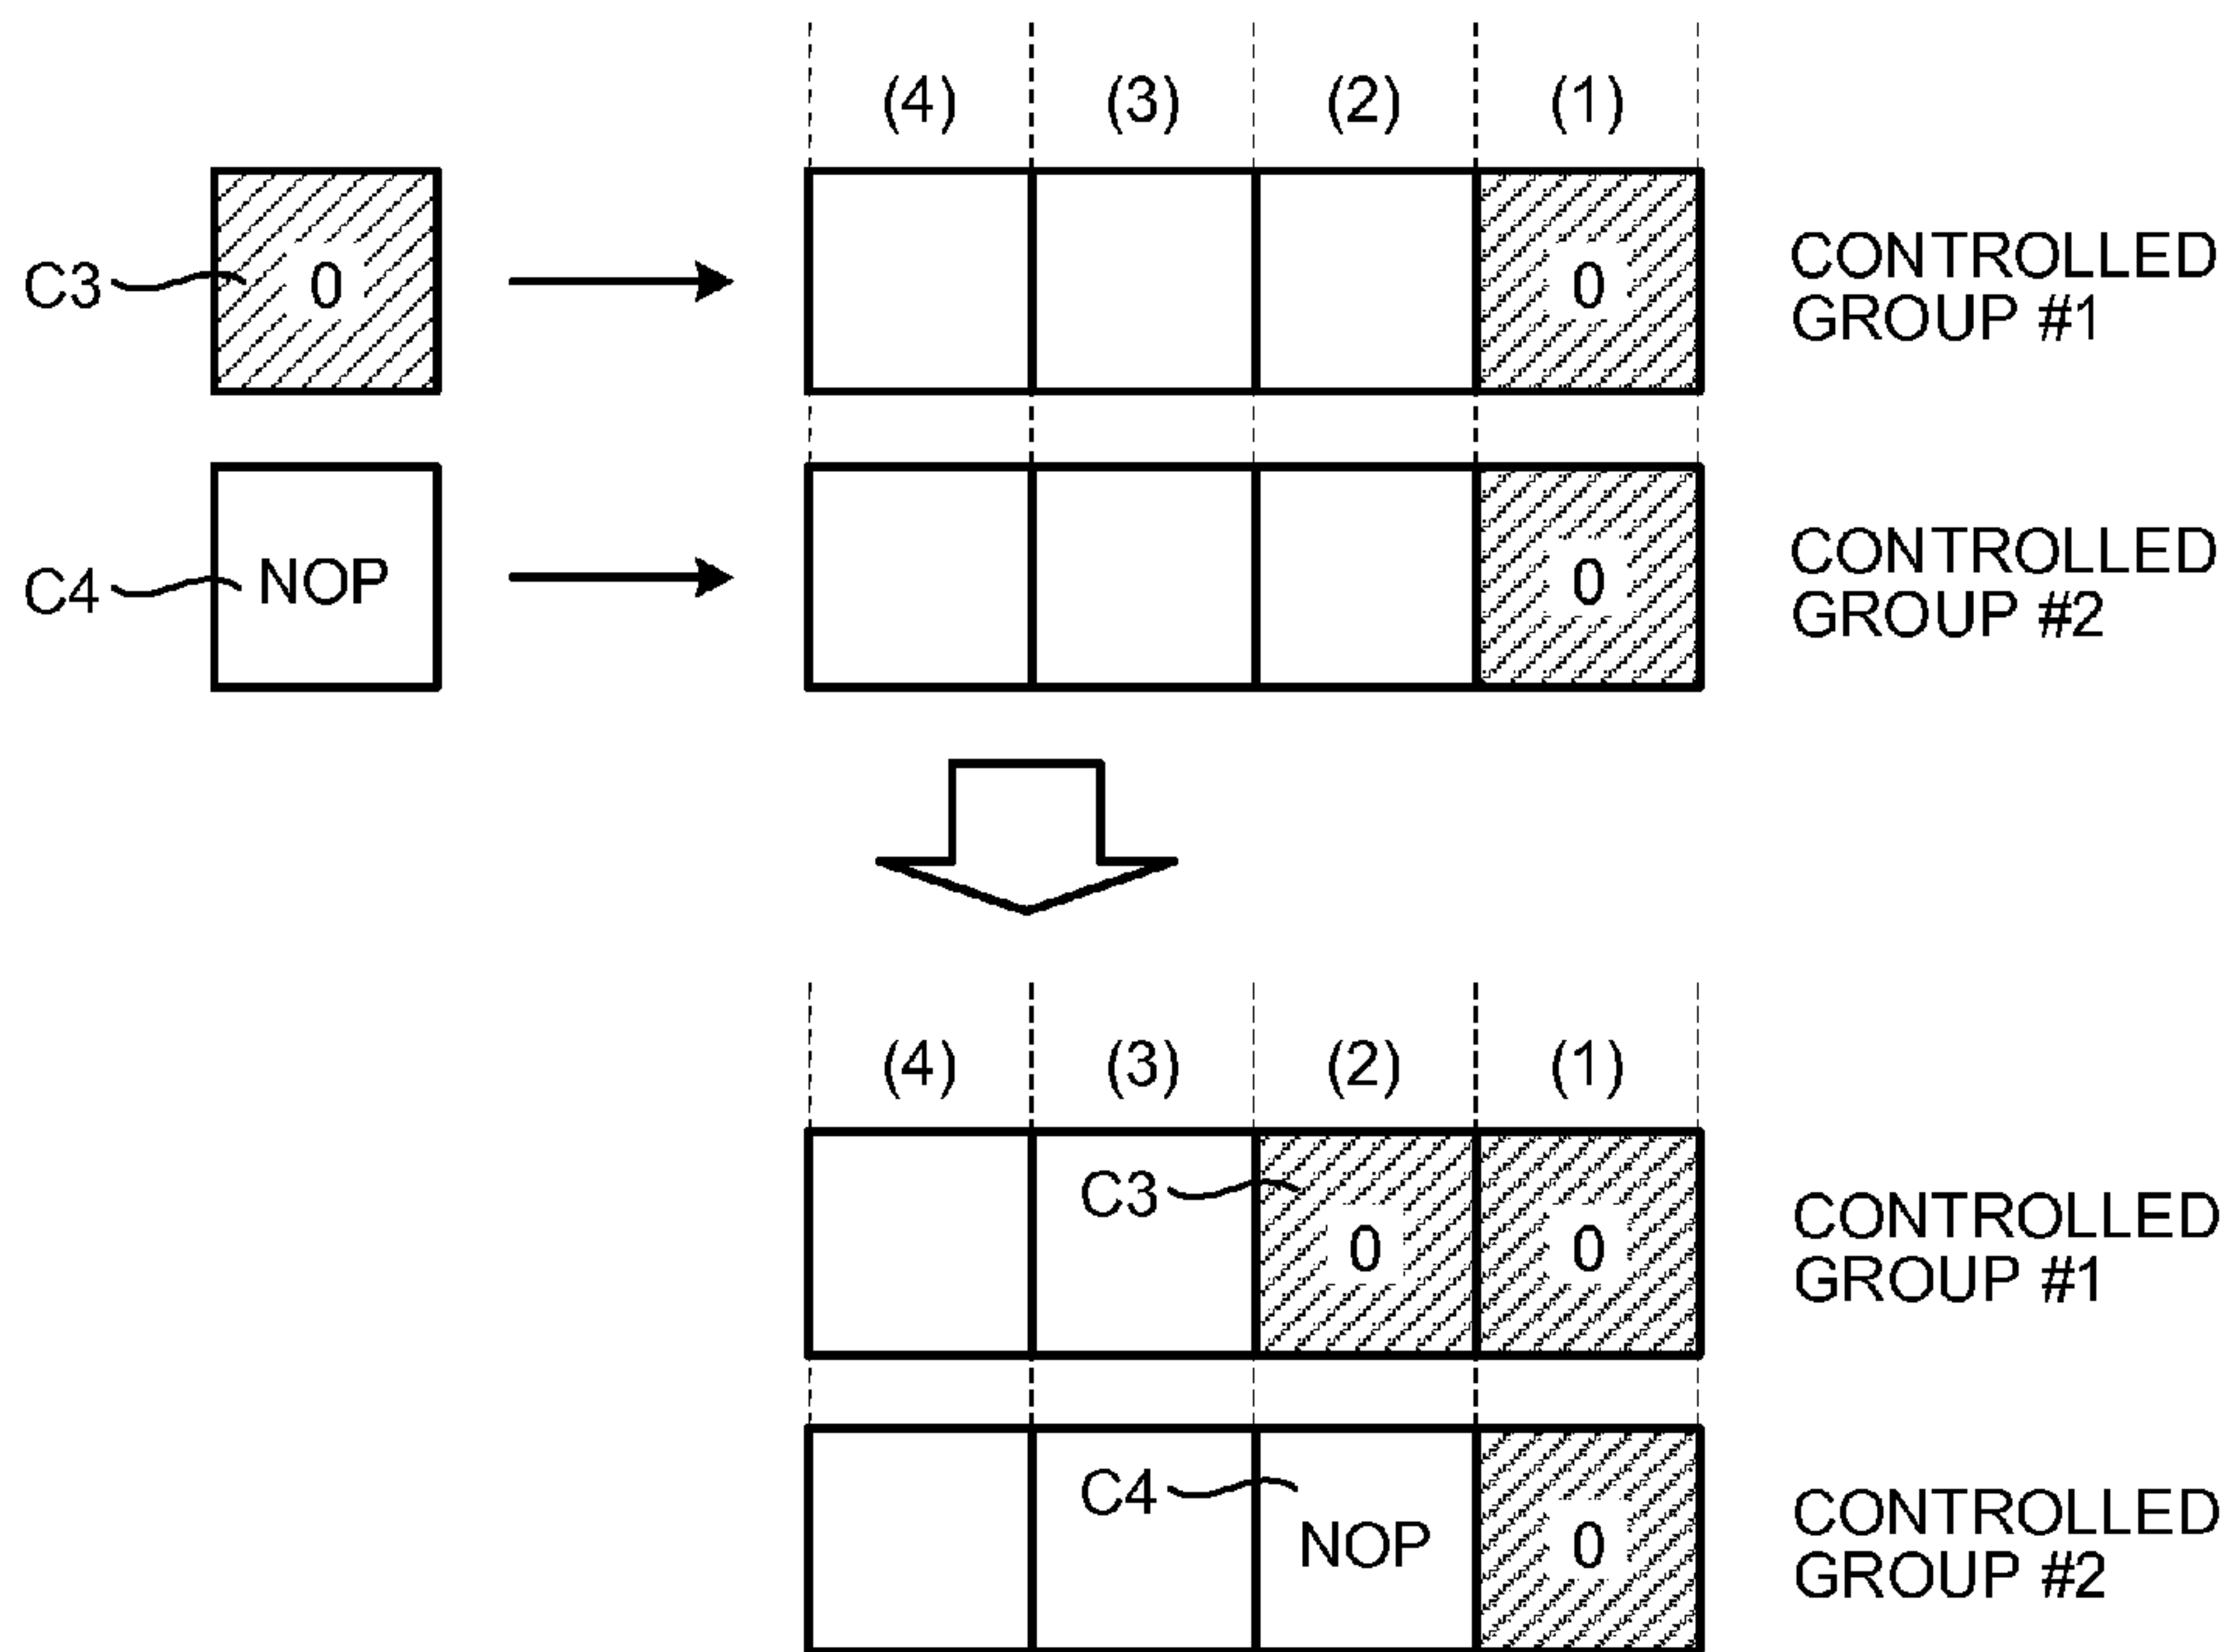 (4) (3) (2) (1)
C3 0 0 CONTROLLED
GROUP #1
C4 NOP 0 CONTROLLED
GROUP #2
(4) (3) (2) (1)
C3 0 0 CONTROLLED
GROUP #1
C4 NOP 0 CONTROLLED
GROUP #2